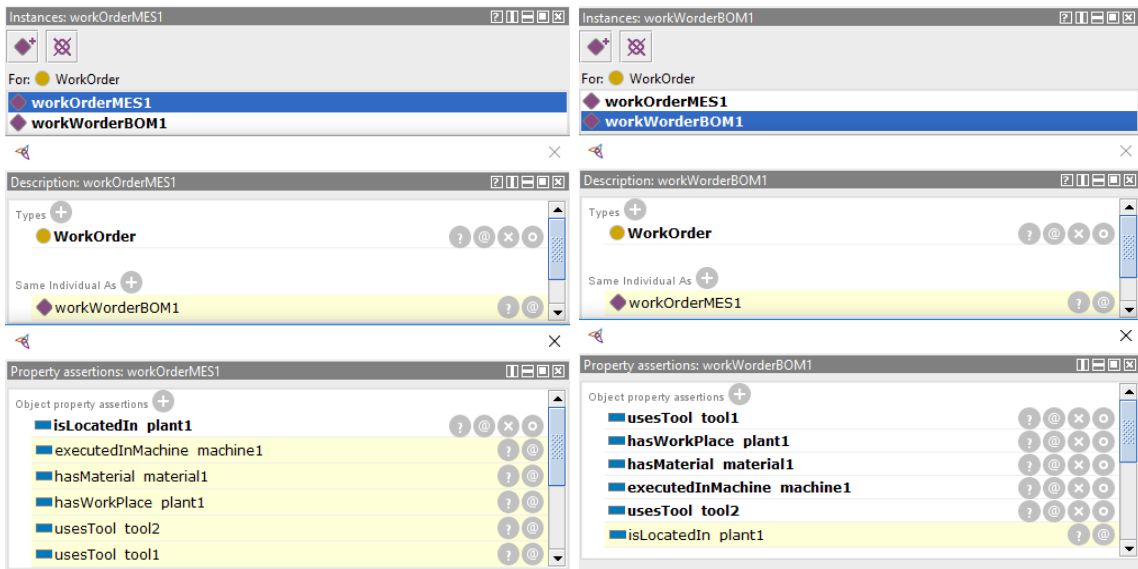 Instances: workOrderMES1
For: WorkOrder
workOrderMES1
workWorderBOM1
Description: workOrderMES1
Types
WorkOrder
Same Individual As
workWorderBOM1
Property assertions: workOrderMES1
Object property assertions
isLocatedIn plant1
executedInMachine machine1
hasMaterial material1
hasWorkPlace plant1
usesTool tool2
usesTool tool1
Instances: workWorderBOM1
For: WorkOrder
workOrderMES1
workWorderBOM1
Description: workWorderBOM1
Types
WorkOrder
Same Individual As
workOrderMES1
Property assertions: workWorderBOM1
Object property assertions
usesTool tool1
hasWorkPlace plant1
hasMaterial material1
executedInMachine machine1
usesTool tool2
isLocatedIn plant1